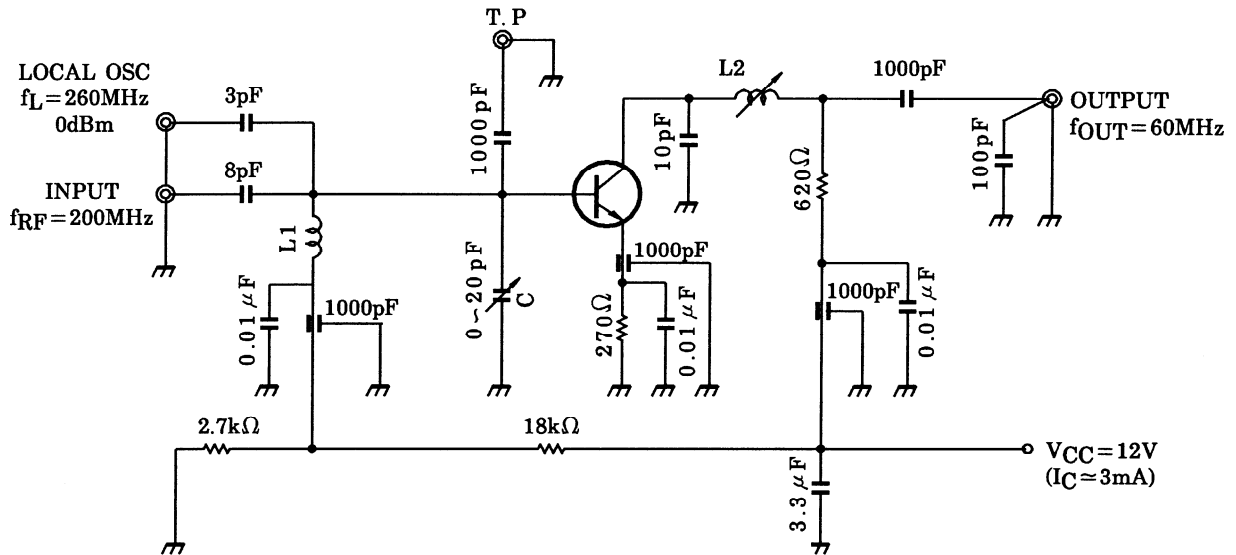 T. P
LOCAL OSC
fL=260MHz
0dBm
3pF
1000pF
L2
1000pF
OUTPUT
fOUT=60MHz
10pF
100pF
INPUT
fRF=200MHz
8pF
620Ω
L1
1000pF
0~20pF
C
1000pF
0.01μF
270Ω
0.01μF
1000pF
0.01μF
2.7kΩ
18kΩ
VCC=12V
(IC≃3mA)
3.3μF